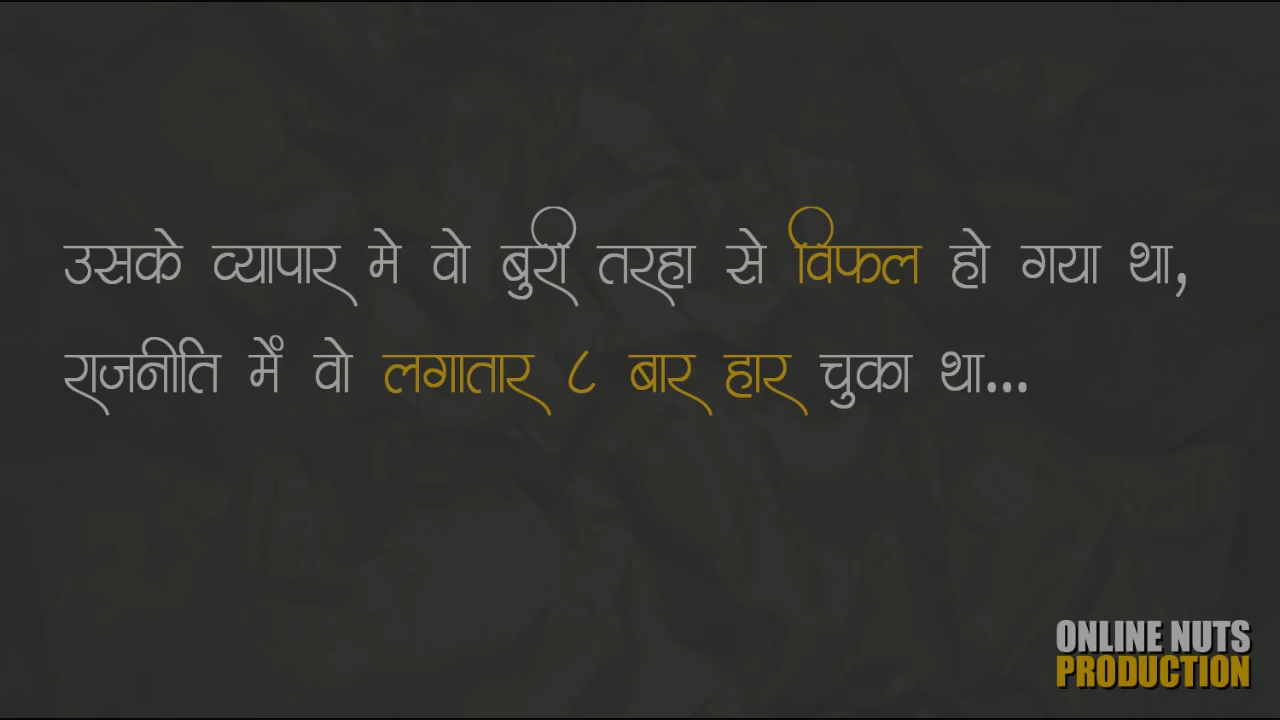 उसके व्यापार मे वो बुरी तरहा से विफल हो गया था,
राजनीति में वो लगातार ८ बार हार चुका था...
ONLINE NUTS
PRODUCTION